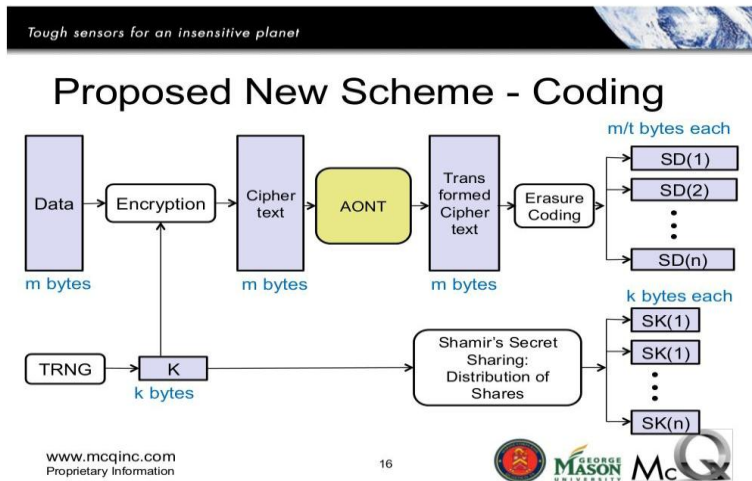 Tough sensors for an insensitive planet
Proposed New Scheme - Coding
m/t bytes each
Data
Encryption
Cipher
text
AONT
Trans
formed
Cipher
text
Erasure
Coding
SD(1)
SD(2)
SD(n)
m bytes
m bytes
m bytes
k bytes each
TRNG
K
k bytes
Shamir's Secret
Sharing:
Distribution of
Shares
SK(1)
SK(1)
SK(n)
www.mcqinc.com
Proprietary Information
16
GEORGE
MASON
UNIVERSITY
McQ